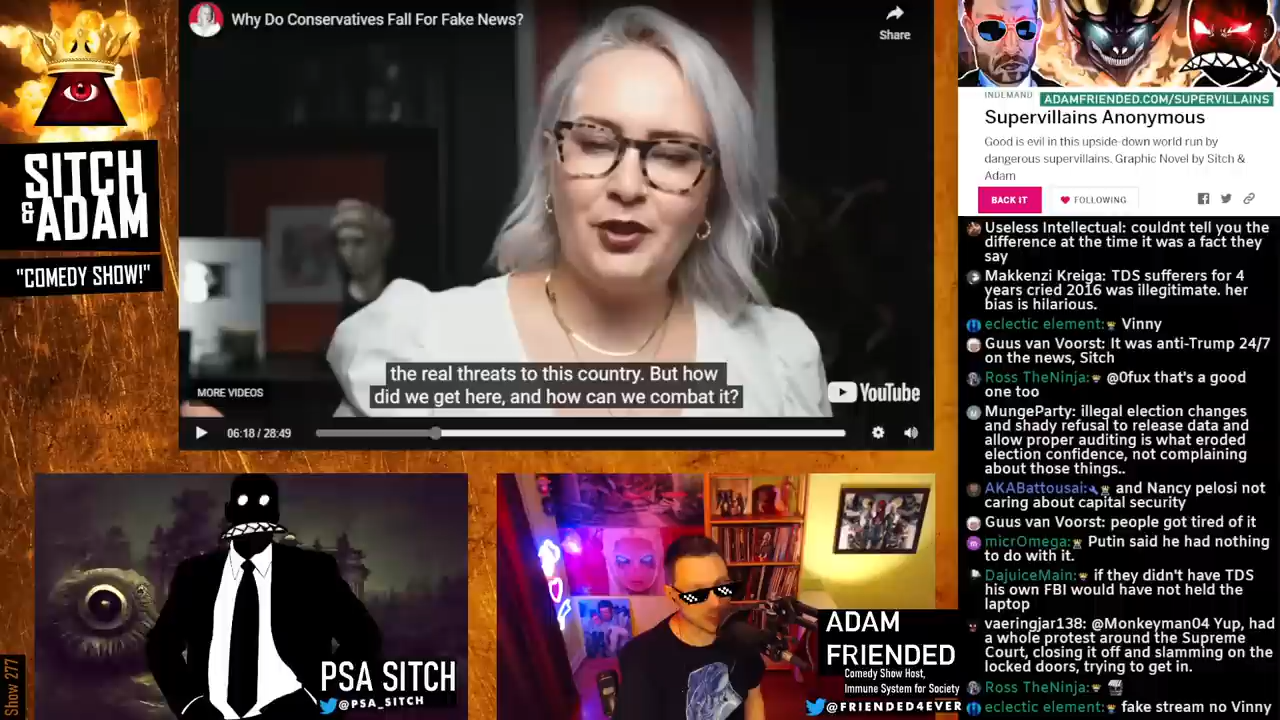 Why Do Conservatives Fall For Fake News?
Share
the real threats to this country. But how
did we get here, and how can we combat it?
MORE VIDEOS
YouTube
06:18 / 28:49
SITCH
& ADAM
"COMEDY SHOW!"
Show 277
PSA SITCH
@PSA_SITCH
ADAM
FRIENDED
Comedy Show Host,
Immune System for Society
@FRIENDED4EVER
INDEMAND
ADAMFRIENDED.COM/SUPERVILLAINS
Supervillains Anonymous
Good is evil in this upside-down world run by
dangerous supervillains. Graphic Novel by Sitch &
Adam
BACK IT
FOLLOWING
Useless Intellectual: couldnt tell you the
difference at the time it was a fact they
say
Makkenzi Kreiga: TDS sufferers for 4
years cried 2016 was illegitimate. her
bias is hilarious.
eclectic element: Vinny
Guus van Voorst: It was anti-Trump 24/7
on the news, Sitch
Ross TheNinja: @0fux that's a good
one too
MungeParty: illegal election changes
and shady refusal to release data and
allow proper auditing is what eroded
election confidence, not complaining
about those things..
AKABattousai: and Nancy pelosi not
caring about capital security
Guus van Voorst: people got tired of it
micrOmega: Putin said he had nothing
to do with it.
DajuiceMain: if they didn't have TDS
his own FBI would have not held the
laptop
vaeringjar138: @Monkeyman04 Yup, had
a whole protest around the Supreme
Court, closing it off and slamming on the
locked doors, trying to get in.
Ross TheNinja:
eclectic element: fake stream no Vinny